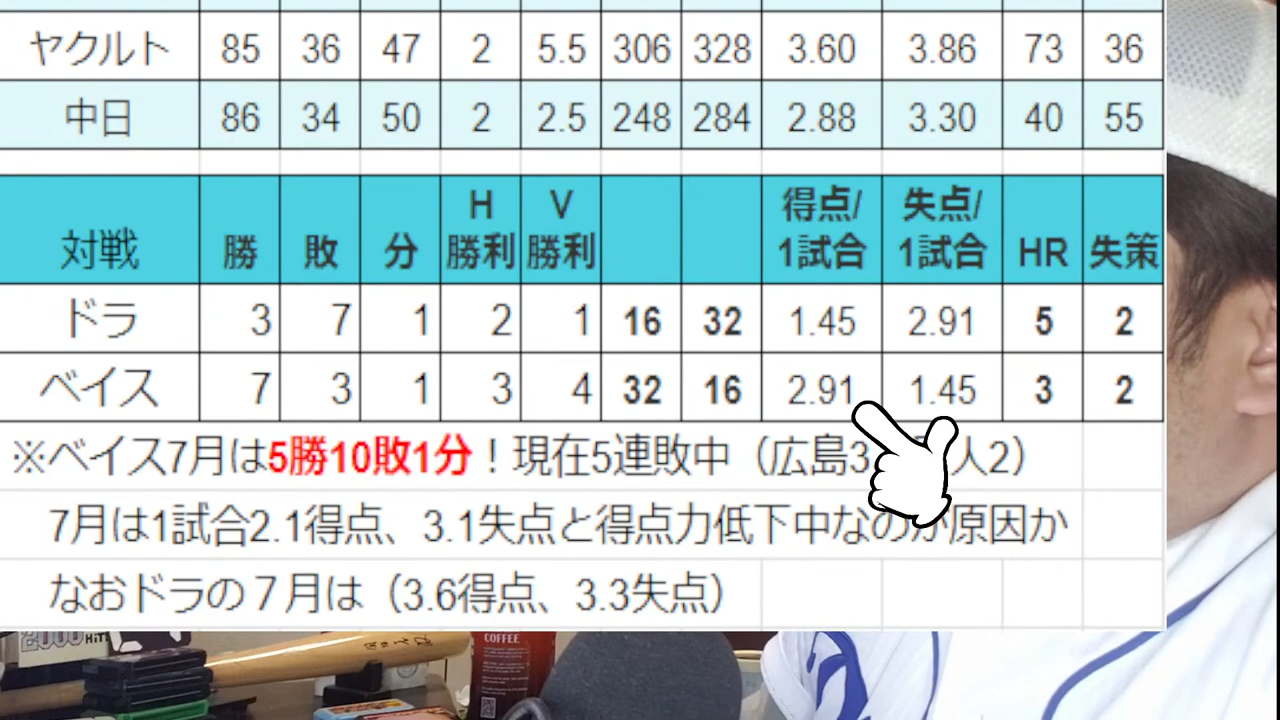 ヤクルト 85 36 47 2 5.5 306 328 3.60 3.86 73 36
中日 86 34 50 2 2.5 248 284 2.88 3.30 40 55
対戦 勝 敗 分 H勝利 V勝利 得点/1試合 失点/1試合 HR 失策
ドラ 3 7 1 2 1 16 32 1.45 2.91 5 2
ベイス 7 3 1 3 4 32 16 2.91 1.45 3 2
※ベイス7月は5勝10敗1分！現在5連敗中（広島3 人2）
7月は1試合2.1得点、3.1失点と得点力低下中なのが原因か
なおドラの７月は（3.6得点、3.3失点）
2000 HIT
COFFEE